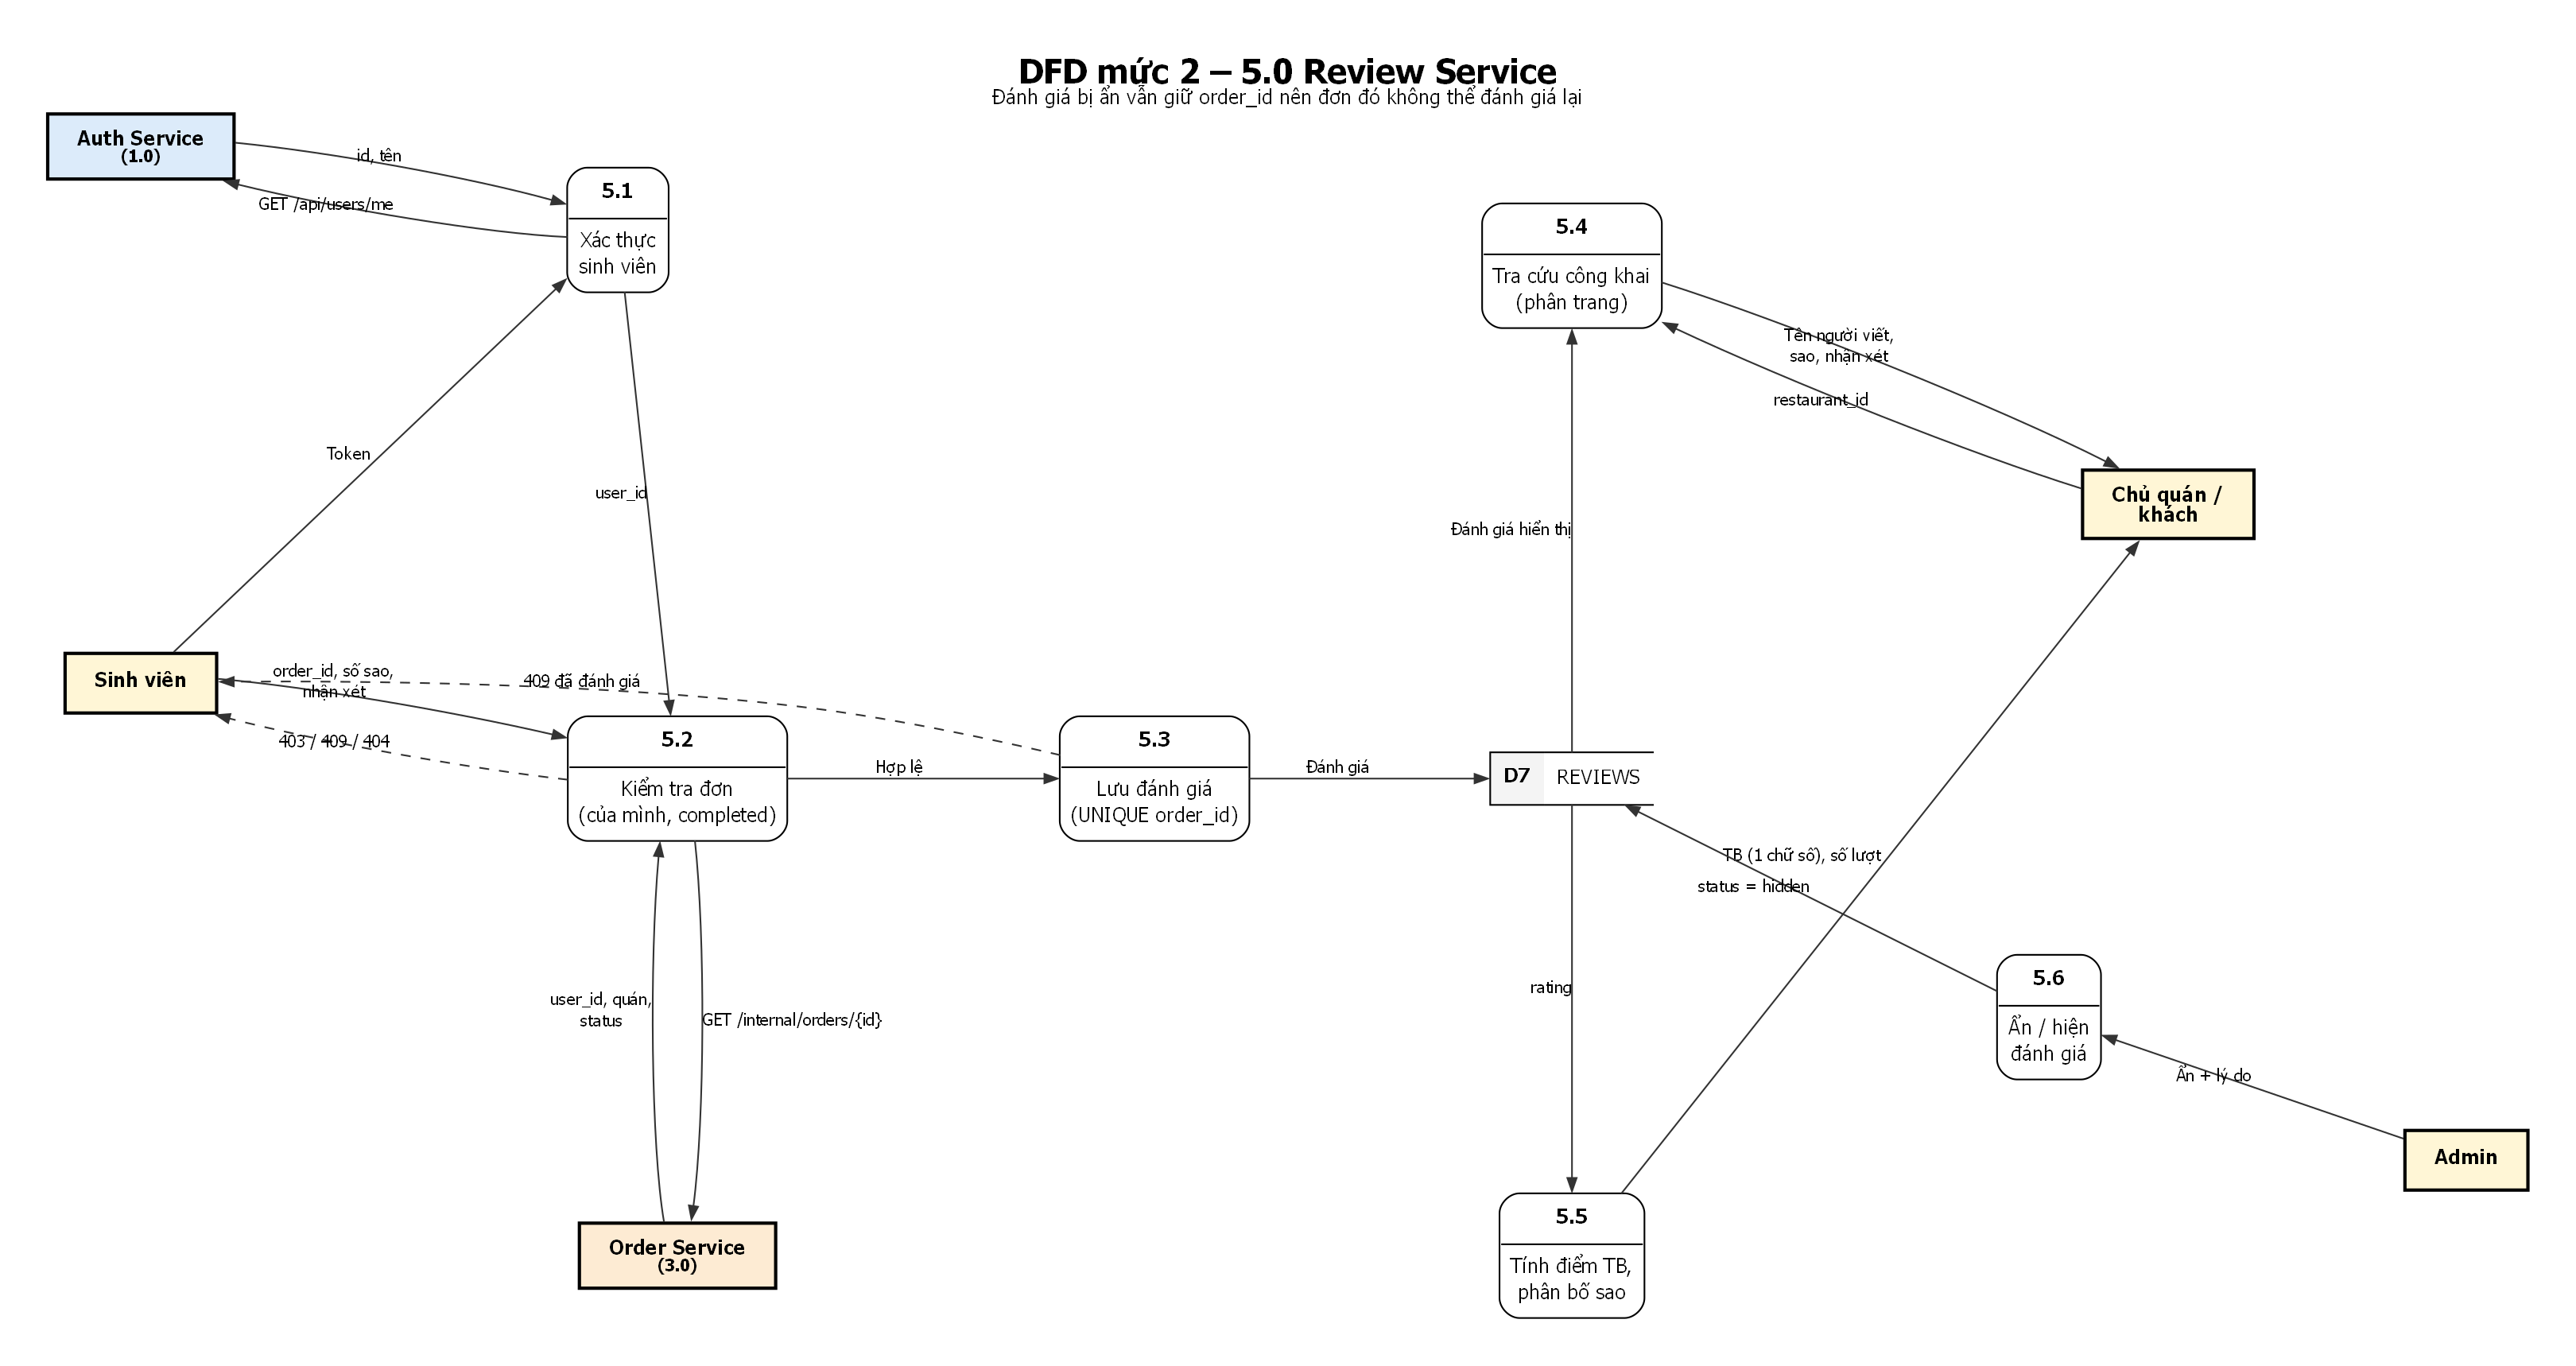 DFD mức 2 – 5.0 Review Service
Đánh giá bị ẩn vẫn giữ order_id nên đơn đó không thể đánh giá lại
Auth Service
(1.0)
id, tên
GET /api/users/me
5.1
Xác thực
sinh viên
5.4
Tra cứu công khai
(phân trang)
Tên người viết,
sao, nhận xét
restaurant_id
Token
user_id
Chủ quán /
khách
Đánh giá hiển thị
Sinh viên
order_id, số sao,
nhận xét
409 đã đánh giá
403 / 409 / 404
5.2
Kiểm tra đơn
(của mình, completed)
Hợp lệ
5.3
Lưu đánh giá
(UNIQUE order_id)
Đánh giá
D7
REVIEWS
TB (1 chữ số), số lượt
status = hidden
user_id, quán,
status
GET /internal/orders/{id}
rating
5.6
Ẩn / hiện
đánh giá
Ẩn + lý do
Admin
Order Service
(3.0)
5.5
Tính điểm TB,
phân bố sao